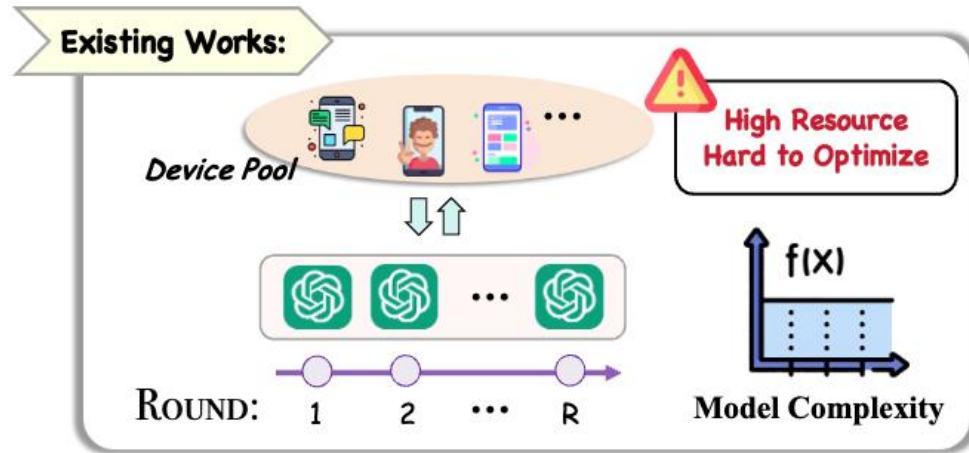 Existing Works:
Device Pool
...
High Resource
Hard to Optimize
f(X)
...
ROUND:
1 2 ... R
Model Complexity